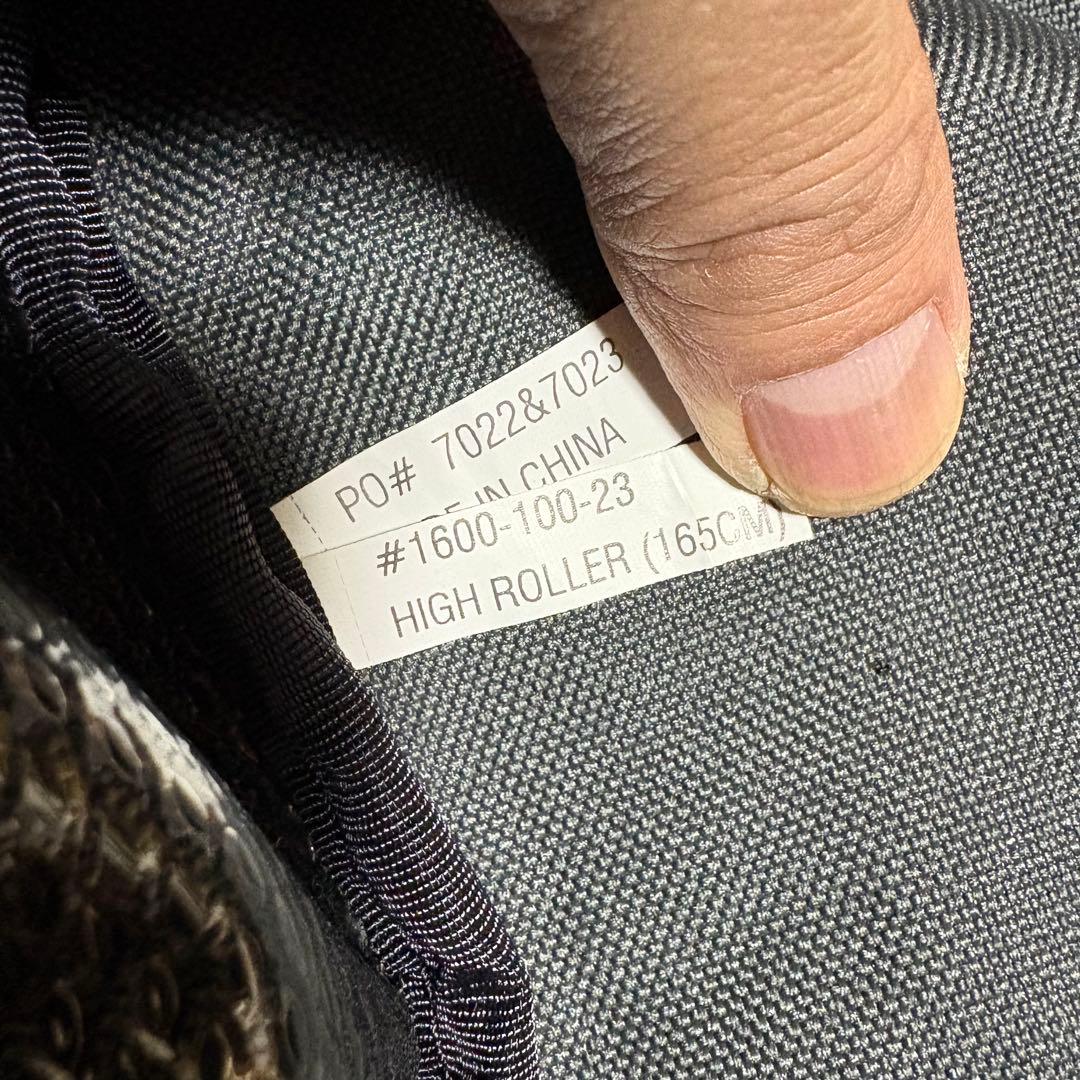 PO# 7022&7023
IN CHINA
#1600-100-23
HIGH ROLLER (165CM)